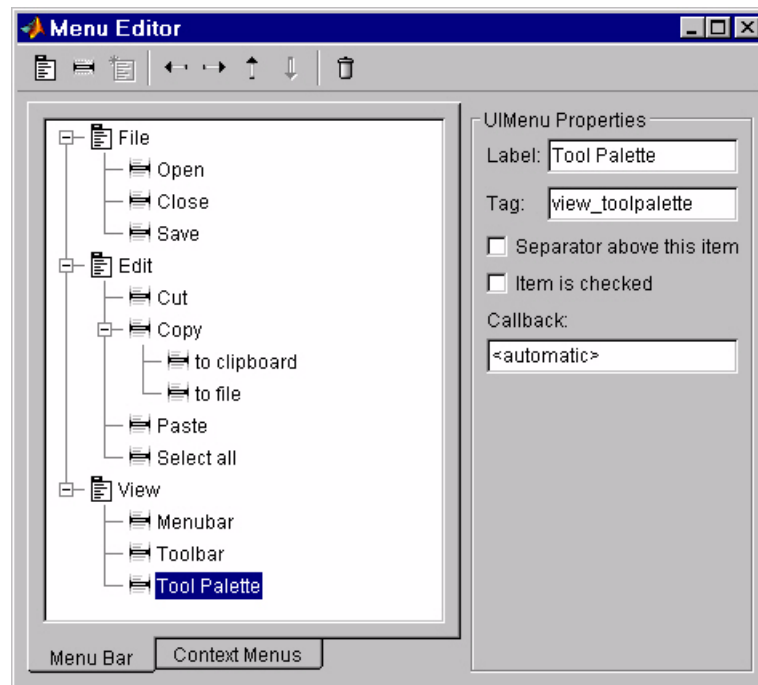 Menu Editor
File
Open
Close
Save
Edit
Cut
Copy
to clipboard
to file
Paste
Select all
View
Menubar
Toolbar
Tool Palette
Menu Bar
Context Menus
UIMenu Properties
Label: Tool Palette
Tag: view_toolpalette
Separator above this item
Item is checked
Callback:
<automatic>